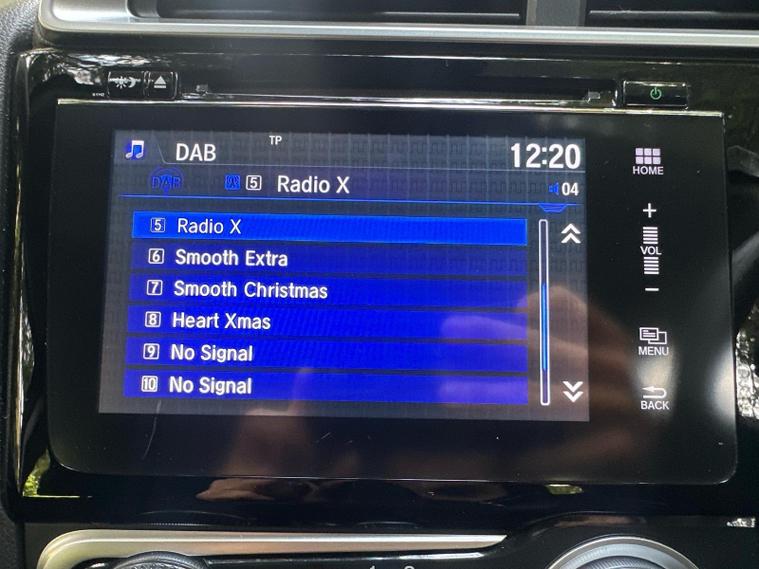 TP
DAB
12:20
DAB
5 Radio X
04
5 Radio X
6 Smooth Extra
7 Smooth Christmas
8 Heart Xmas
9 No Signal
10 No Signal
HOME
+
VOL
−
MENU
BACK